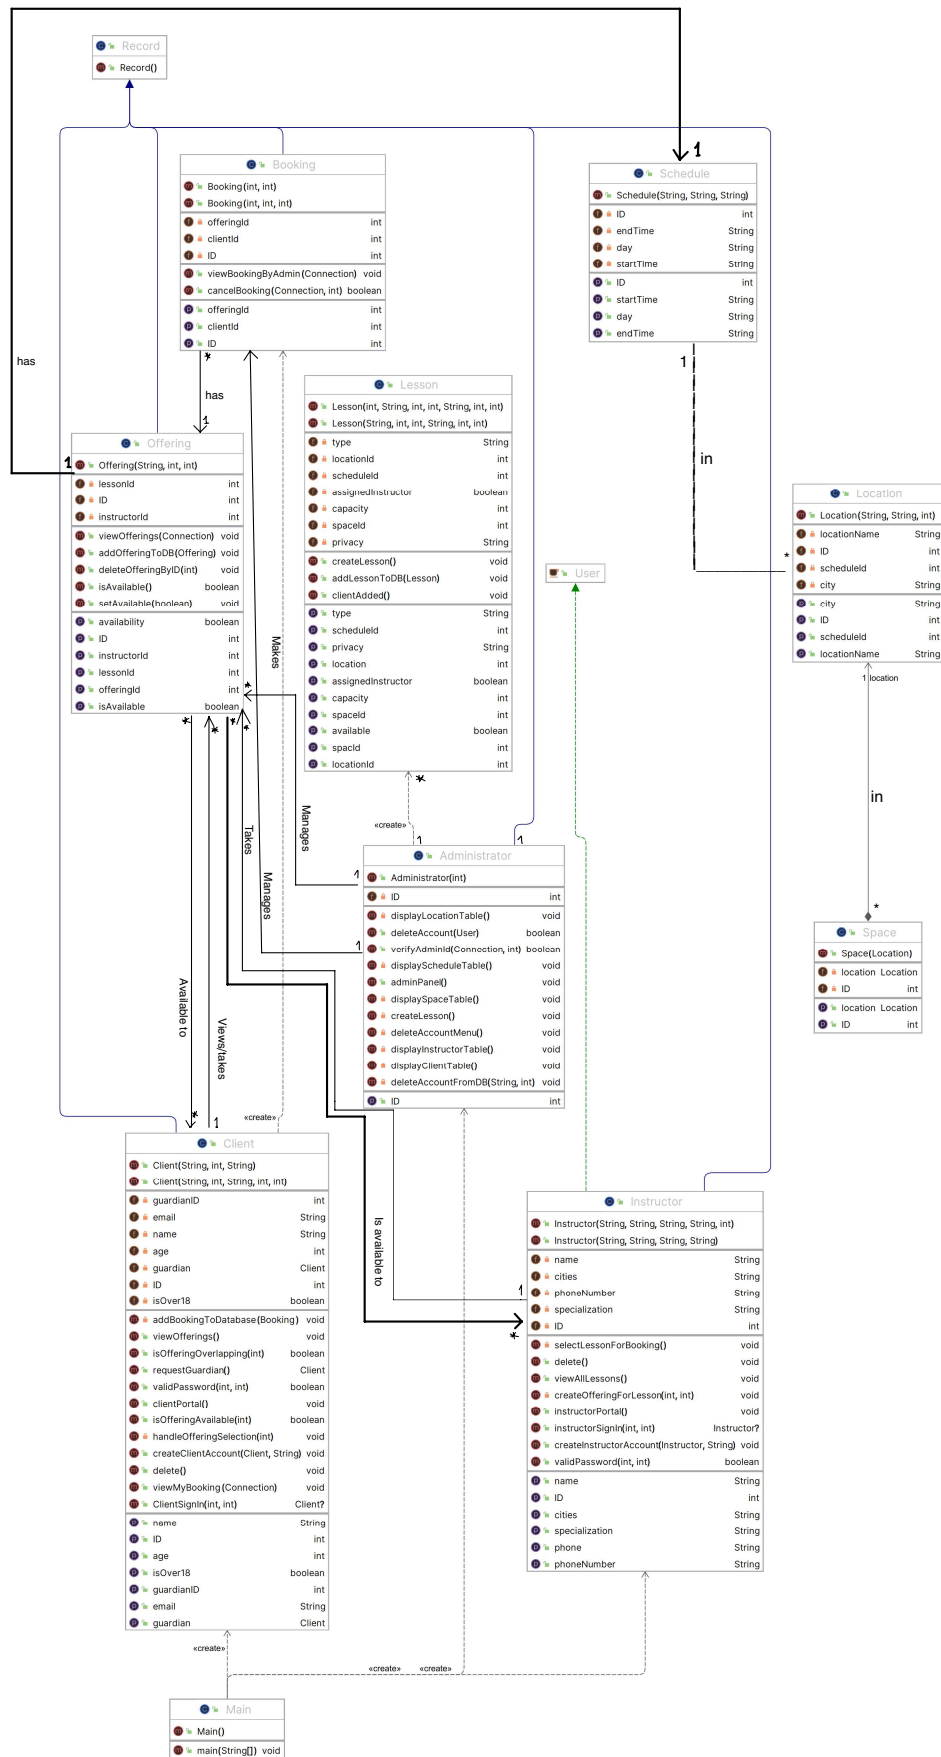 Record
Record()
has
1
1
Booking
Booking(int, int)
Booking(int, int, int)
offeringId int
clientId int
ID int
viewBookingByAdmin(Connection) void
cancelBooking(Connection, int) boolean
offeringId int
clientId int
ID int
*
has
1
Schedule
Schedule(String, String, String)
ID int
endTime String
day String
startTime String
ID int
startTime String
day String
endTime String
1
in
*
Lesson
Lesson(int, String, int, int, String, int, int)
Lesson(String, int, int, String, int, int)
type String
locationId int
scheduleId int
assignedInstructor boolean
capacity int
spaceId int
privacy String
createLesson() void
addLessonToDB(Lesson) void
clientAdded() void
type String
scheduleId int
privacy String
location int
assignedInstructor boolean
capacity int
spaceId int
available boolean
spacId int
locationId int
*
«create»
1
1
Offering
Offering(String, int, int)
lessonId int
ID int
instructorId int
viewOfferings(Connection) void
addOfferingToDB(Offering) void
deleteOfferingByID(int) void
isAvailable() boolean
setAvailable(boolean) void
availability boolean
ID int
instructorId int
lessonId int
offeringId int
isAvailable boolean
*
*
*
*
*
Makes
Manages
Takes
Manages
1
1
Available to
Views/takes
*
1
«create»
User
Location
Location(String, String, int)
locationName String
ID int
scheduleId int
city String
city String
ID int
scheduleId int
locationName String
1 location
in
*
Space
Space(Location)
location Location
ID int
location Location
ID int
Administrator
Administrator(int)
ID int
displayLocationTable() void
deleteAccount(User) boolean
verifyAdminId(Connection, int) boolean
displayScheduleTable() void
adminPanel() void
displaySpaceTable() void
createLesson() void
deleteAccountMenu() void
displayInstructorTable() void
displayClientTable() void
deleteAccountFromDB(String, int) void
ID int
Client
Client(String, int, String)
Client(String, int, String, int, int)
guardianID int
email String
name String
age int
guardian Client
ID int
isOver18 boolean
addBookingToDatabase(Booking) void
viewOfferings() void
isOfferingOverlapping(int) boolean
requestGuardian() Client
validPassword(int, int) boolean
clientPortal() void
isOfferingAvailable(int) boolean
handleOfferingSelection(int) void
createClientAccount(Client, String) void
delete() void
viewMyBooking(Connection) void
ClientSignIn(int, int) Client?
name String
ID int
age int
isOver18 boolean
guardianID int
email String
guardian Client
Is available to
1
*
Instructor
Instructor(String, String, String, String, int)
Instructor(String, String, String, String)
name String
cities String
phoneNumber String
specialization String
ID int
selectLessonForBooking() void
delete() void
viewAllLessons() void
createOfferingForLesson(int, int) void
instructorPortal() void
instructorSignIn(int, int) Instructor?
createInstructorAccount(Instructor, String) void
validPassword(int, int) boolean
name String
ID int
cities String
specialization String
phone String
phoneNumber String
«create»
«create»
«create»
Main
Main()
main(String[]) void